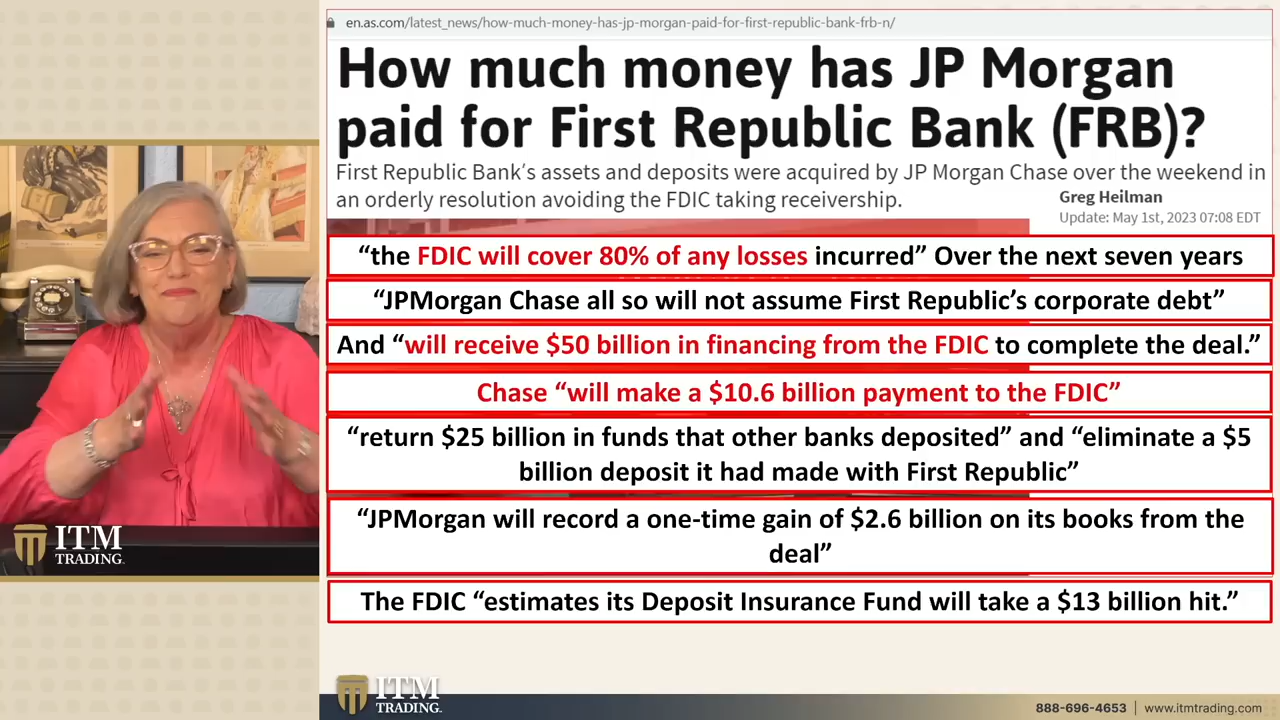 en.as.com/latest_news/how-much-money-has-jp-morgan-paid-for-first-republic-bank-frb-n/
How much money has JP Morgan
paid for First Republic Bank (FRB)?
First Republic Bank's assets and deposits were acquired by JP Morgan Chase over the weekend in
an orderly resolution avoiding the FDIC taking receivership.
Greg Heilman
Update: May 1st, 2023 07:08 EDT
“the FDIC will cover 80% of any losses incurred” Over the next seven years
“JPMorgan Chase all so will not assume First Republic’s corporate debt”
And “will receive $50 billion in financing from the FDIC to complete the deal.”
Chase “will make a $10.6 billion payment to the FDIC”
“return $25 billion in funds that other banks deposited” and “eliminate a $5
billion deposit it had made with First Republic”
“JPMorgan will record a one-time gain of $2.6 billion on its books from the
deal”
The FDIC “estimates its Deposit Insurance Fund will take a $13 billion hit.”
ITM
TRADING
ITM
TRADING
888-696-4653 | www.itmtrading.com